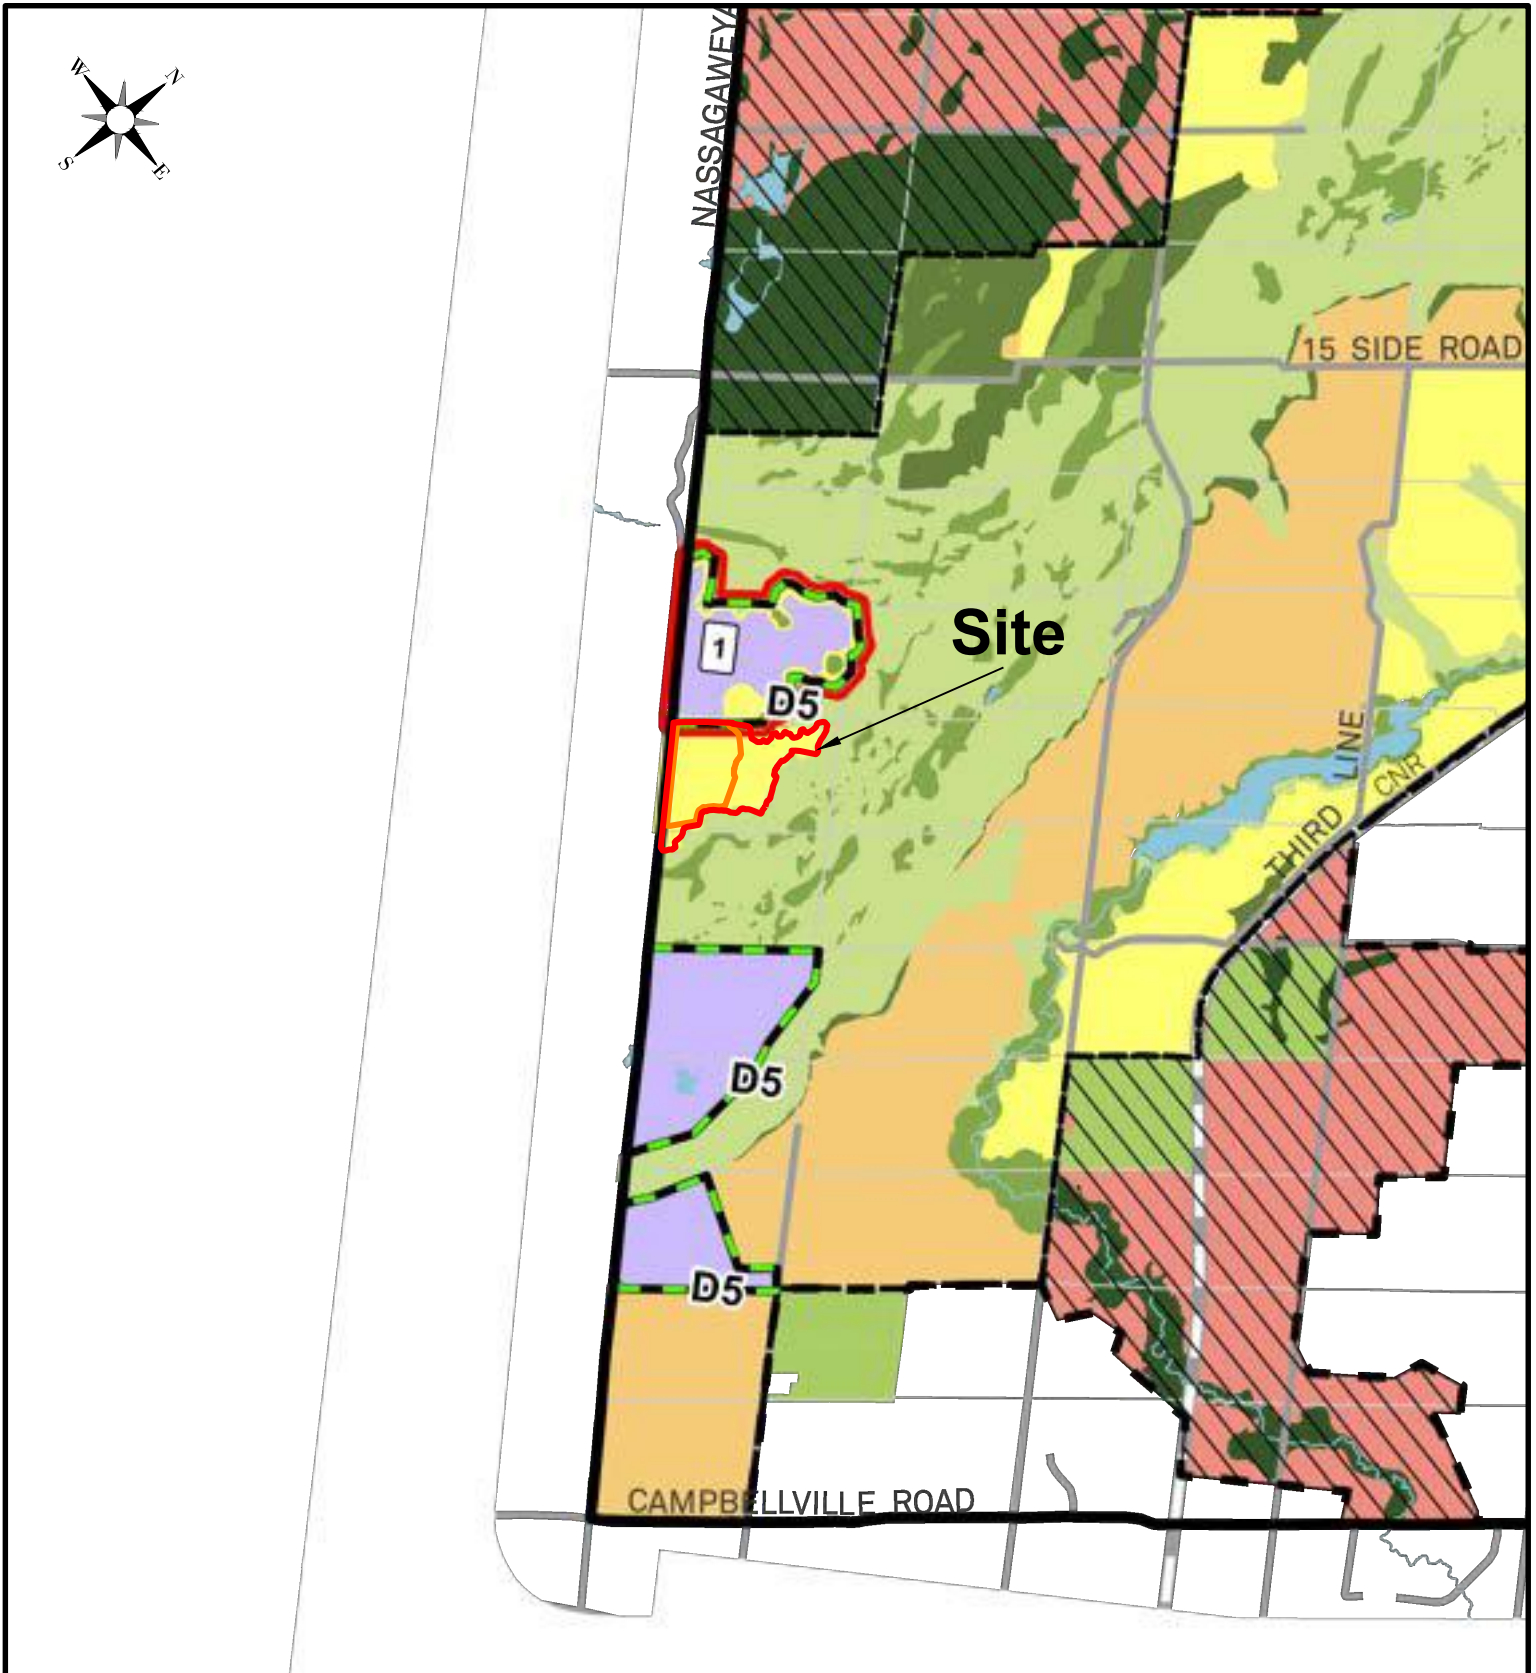 W
N
S
E
NASSAGAWEYA
15 SIDE ROAD
Site
1
D5
LINE
CNR
THIRD
D5
D5
CAMPBELLVILLE ROAD